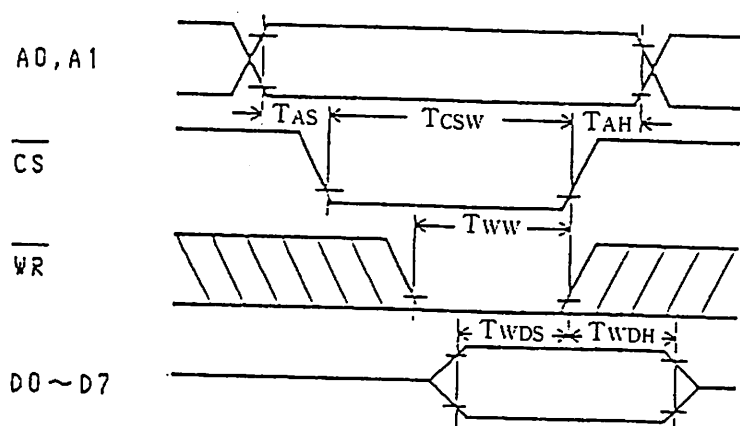 A0,A1
TAS TCSW TAH
CS
TWW
WR
TWDS TWDH
D0~D7